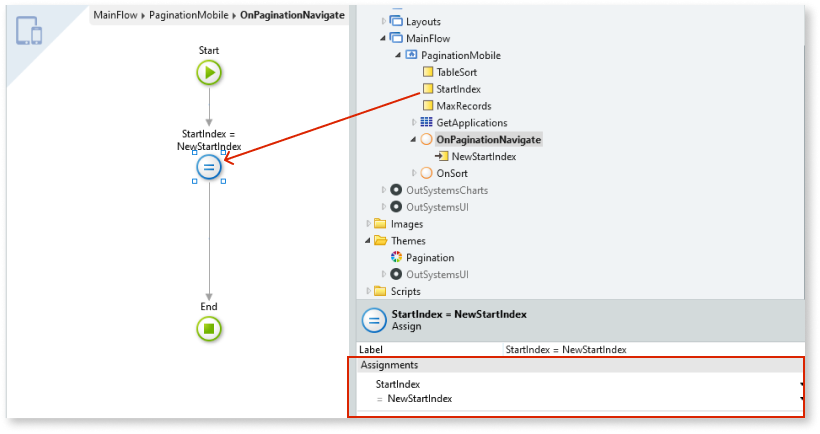 MainFlow ▸ PaginationMobile ▸ OnPaginationNavigate
Start
StartIndex =
NewStartIndex
End
Layouts
MainFlow
PaginationMobile
TableSort
StartIndex
MaxRecords
GetApplications
OnPaginationNavigate
NewStartIndex
OnSort
OutSystemsCharts
OutSystemsUI
Images
Themes
Pagination
OutSystemsUI
Scripts
StartIndex = NewStartIndex
Assign
Label StartIndex = NewStartIndex
Assignments
StartIndex
= NewStartIndex